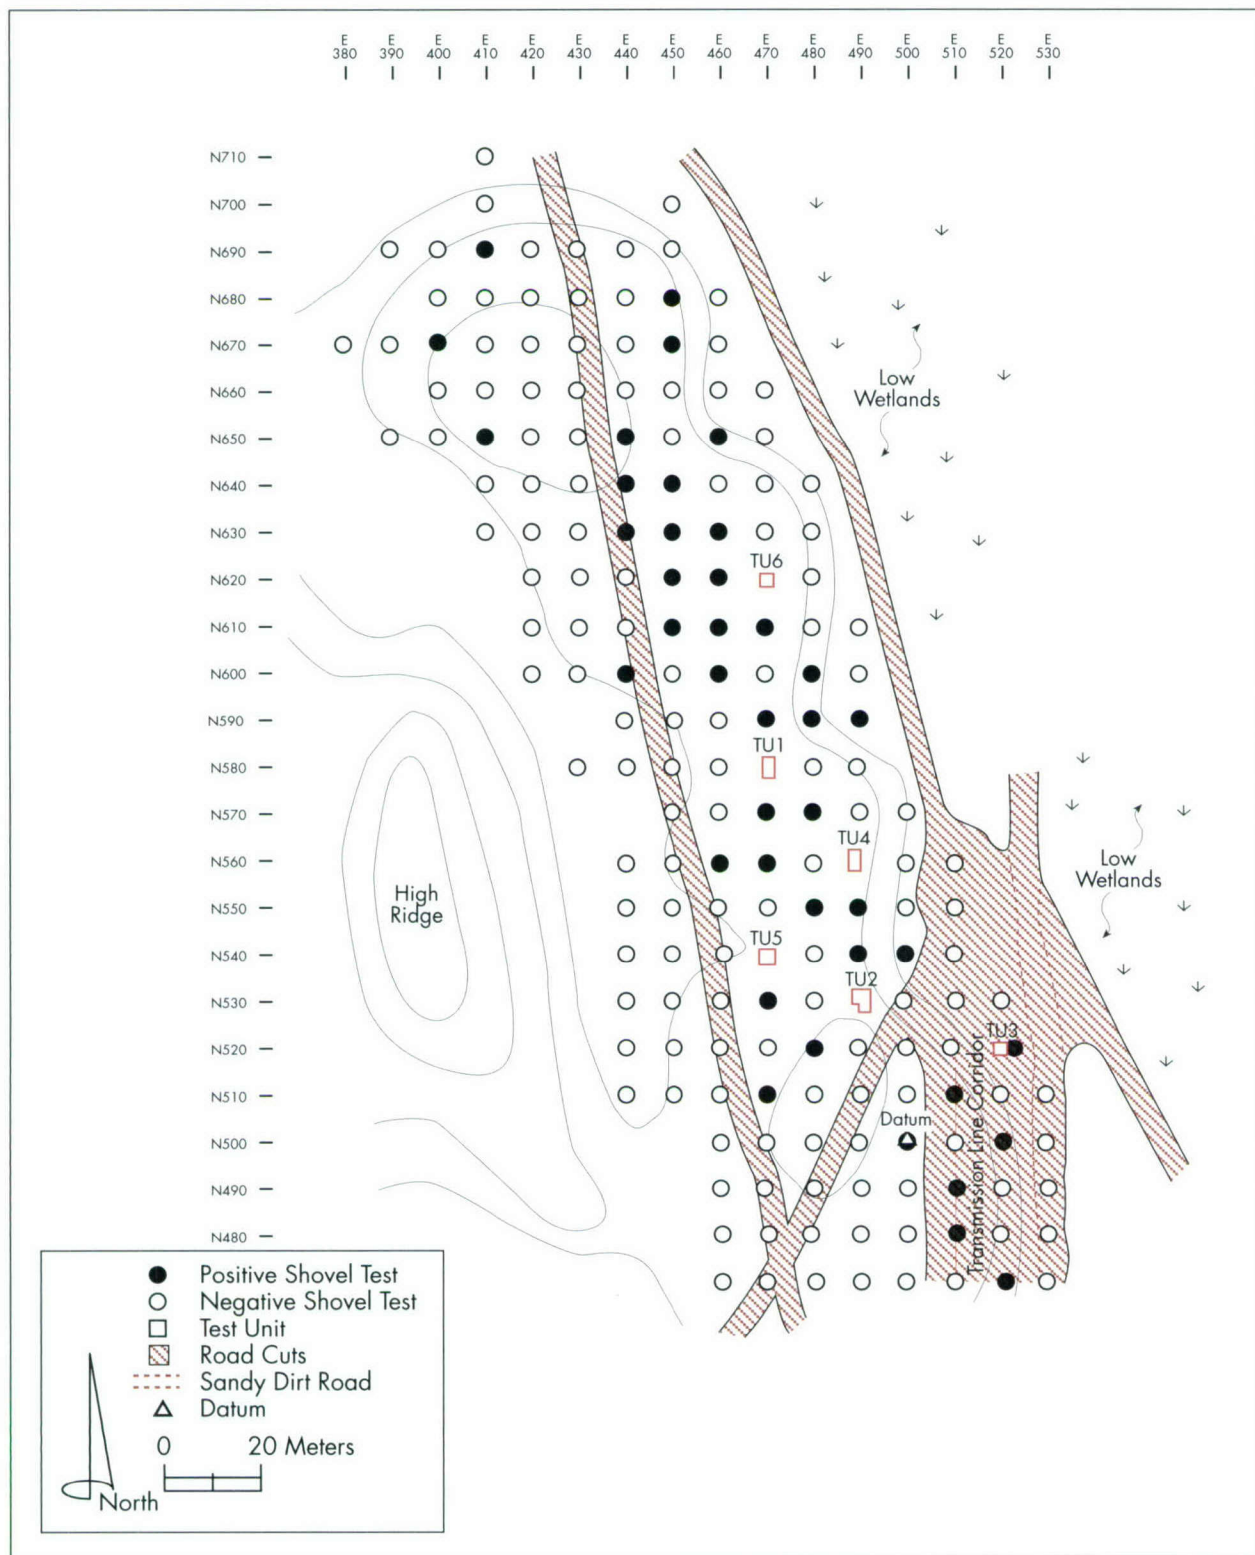 E E E E E E E E E E E E E E E E
380 390 400 410 420 430 440 450 460 470 480 490 500 510 520 530
N710
N700
N690
N680
N670
N660
Low
Wetlands
N650
N640
N630
TU6
N620
N610
N600
N590
TU1
N580
N570
TU4
N560
Low
Wetlands
High
Ridge
N550
TU5
N540
TU2
N530
TU3
N520
N510
Datum
Transmission Line Corridor
N500
N490
N480
Positive Shovel Test
Negative Shovel Test
Test Unit
Road Cuts
Sandy Dirt Road
Datum
0 20 Meters
North